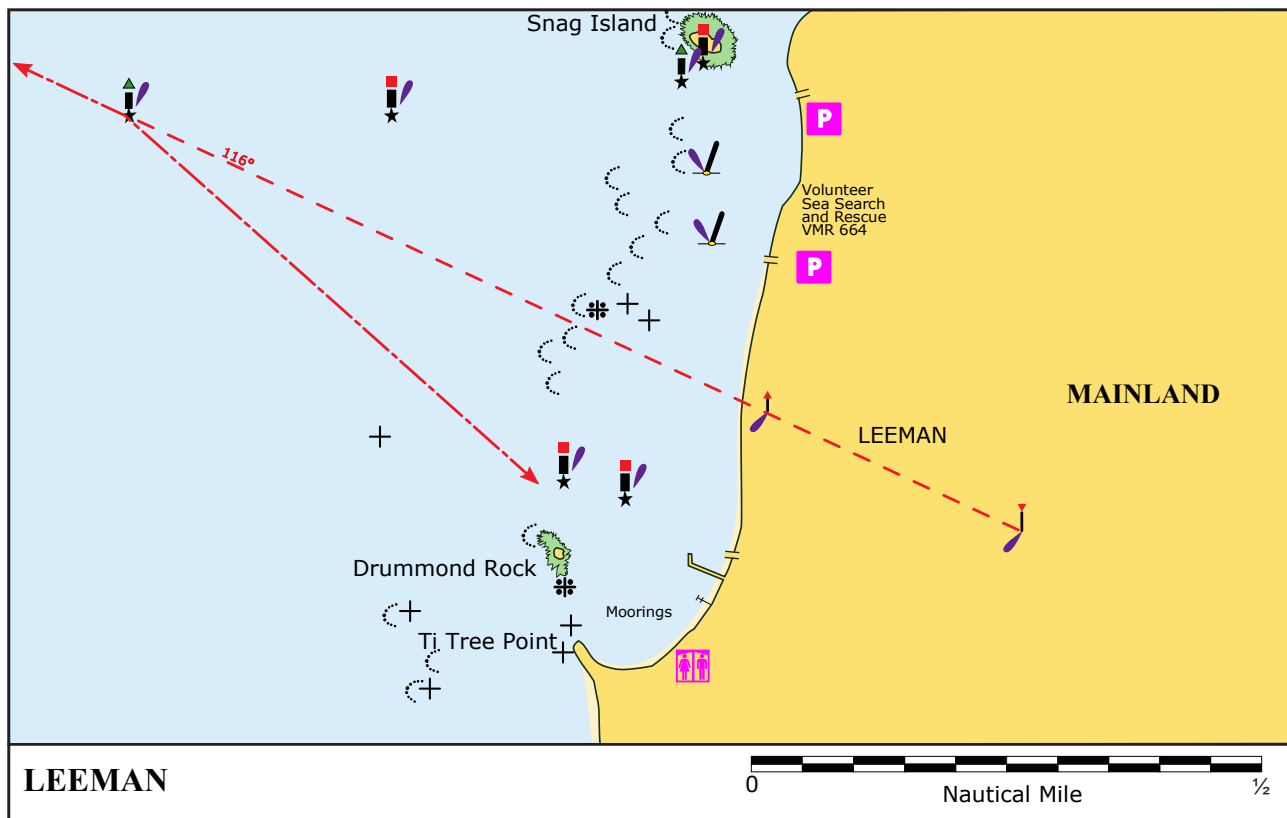 Snag Island
116º
P
Volunteer
Sea Search
and Rescue
VMR 664
P
MAINLAND
LEEMAN
Drummond Rock
Moorings
Ti Tree Point
LEEMAN
0
½
Nautical Mile